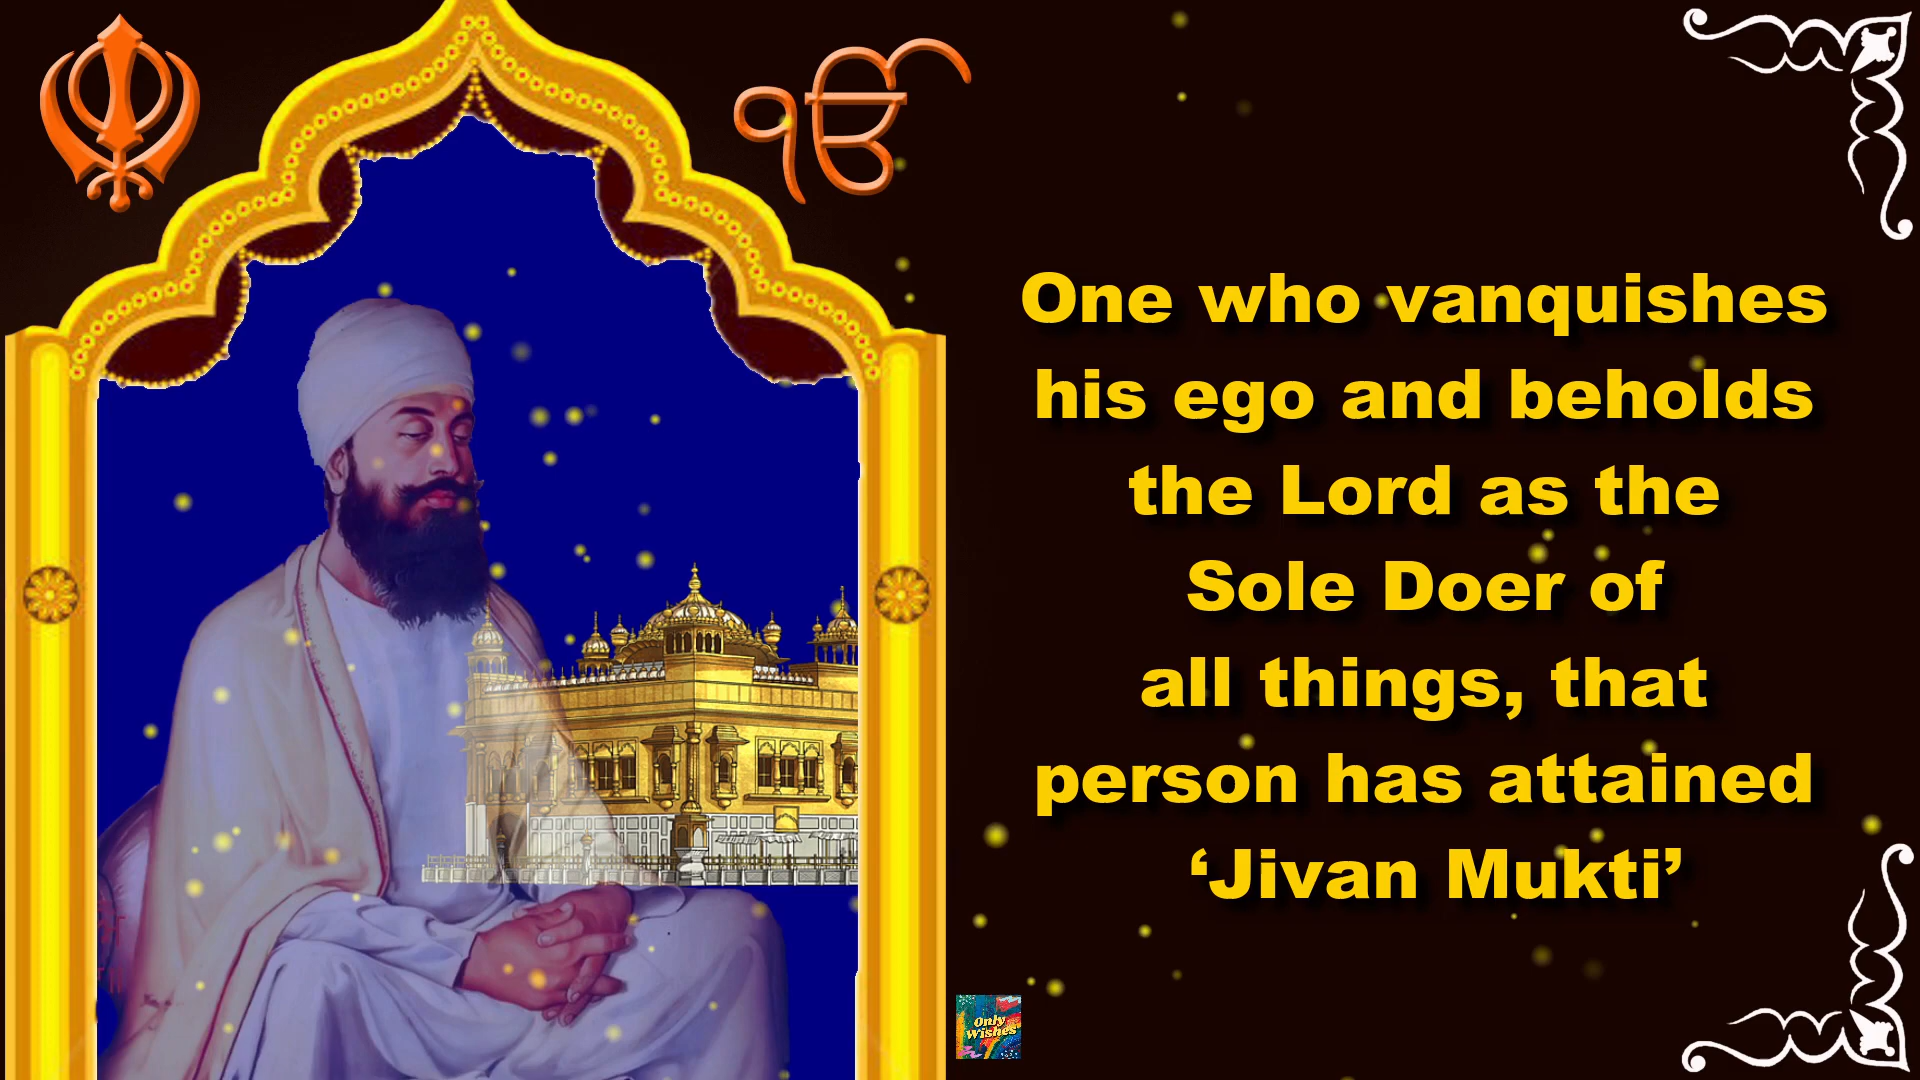 ੴ
One who vanquishes
his ego and beholds
the Lord as the
Sole Doer of
all things, that
person has attained
‘Jivan Mukti’
Only
Wishes